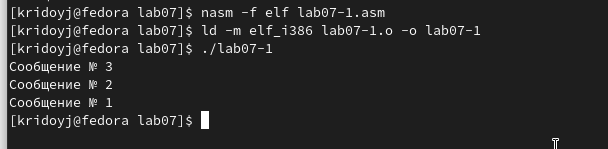 [kridoyj@fedora lab07]$ nasm -f elf lab07-1.asm
[kridoyj@fedora lab07]$ ld -m elf_i386 lab07-1.o -o lab07-1
[kridoyj@fedora lab07]$ ./lab07-1
Сообщение № 3
Сообщение № 2
Сообщение № 1
[kridoyj@fedora lab07]$